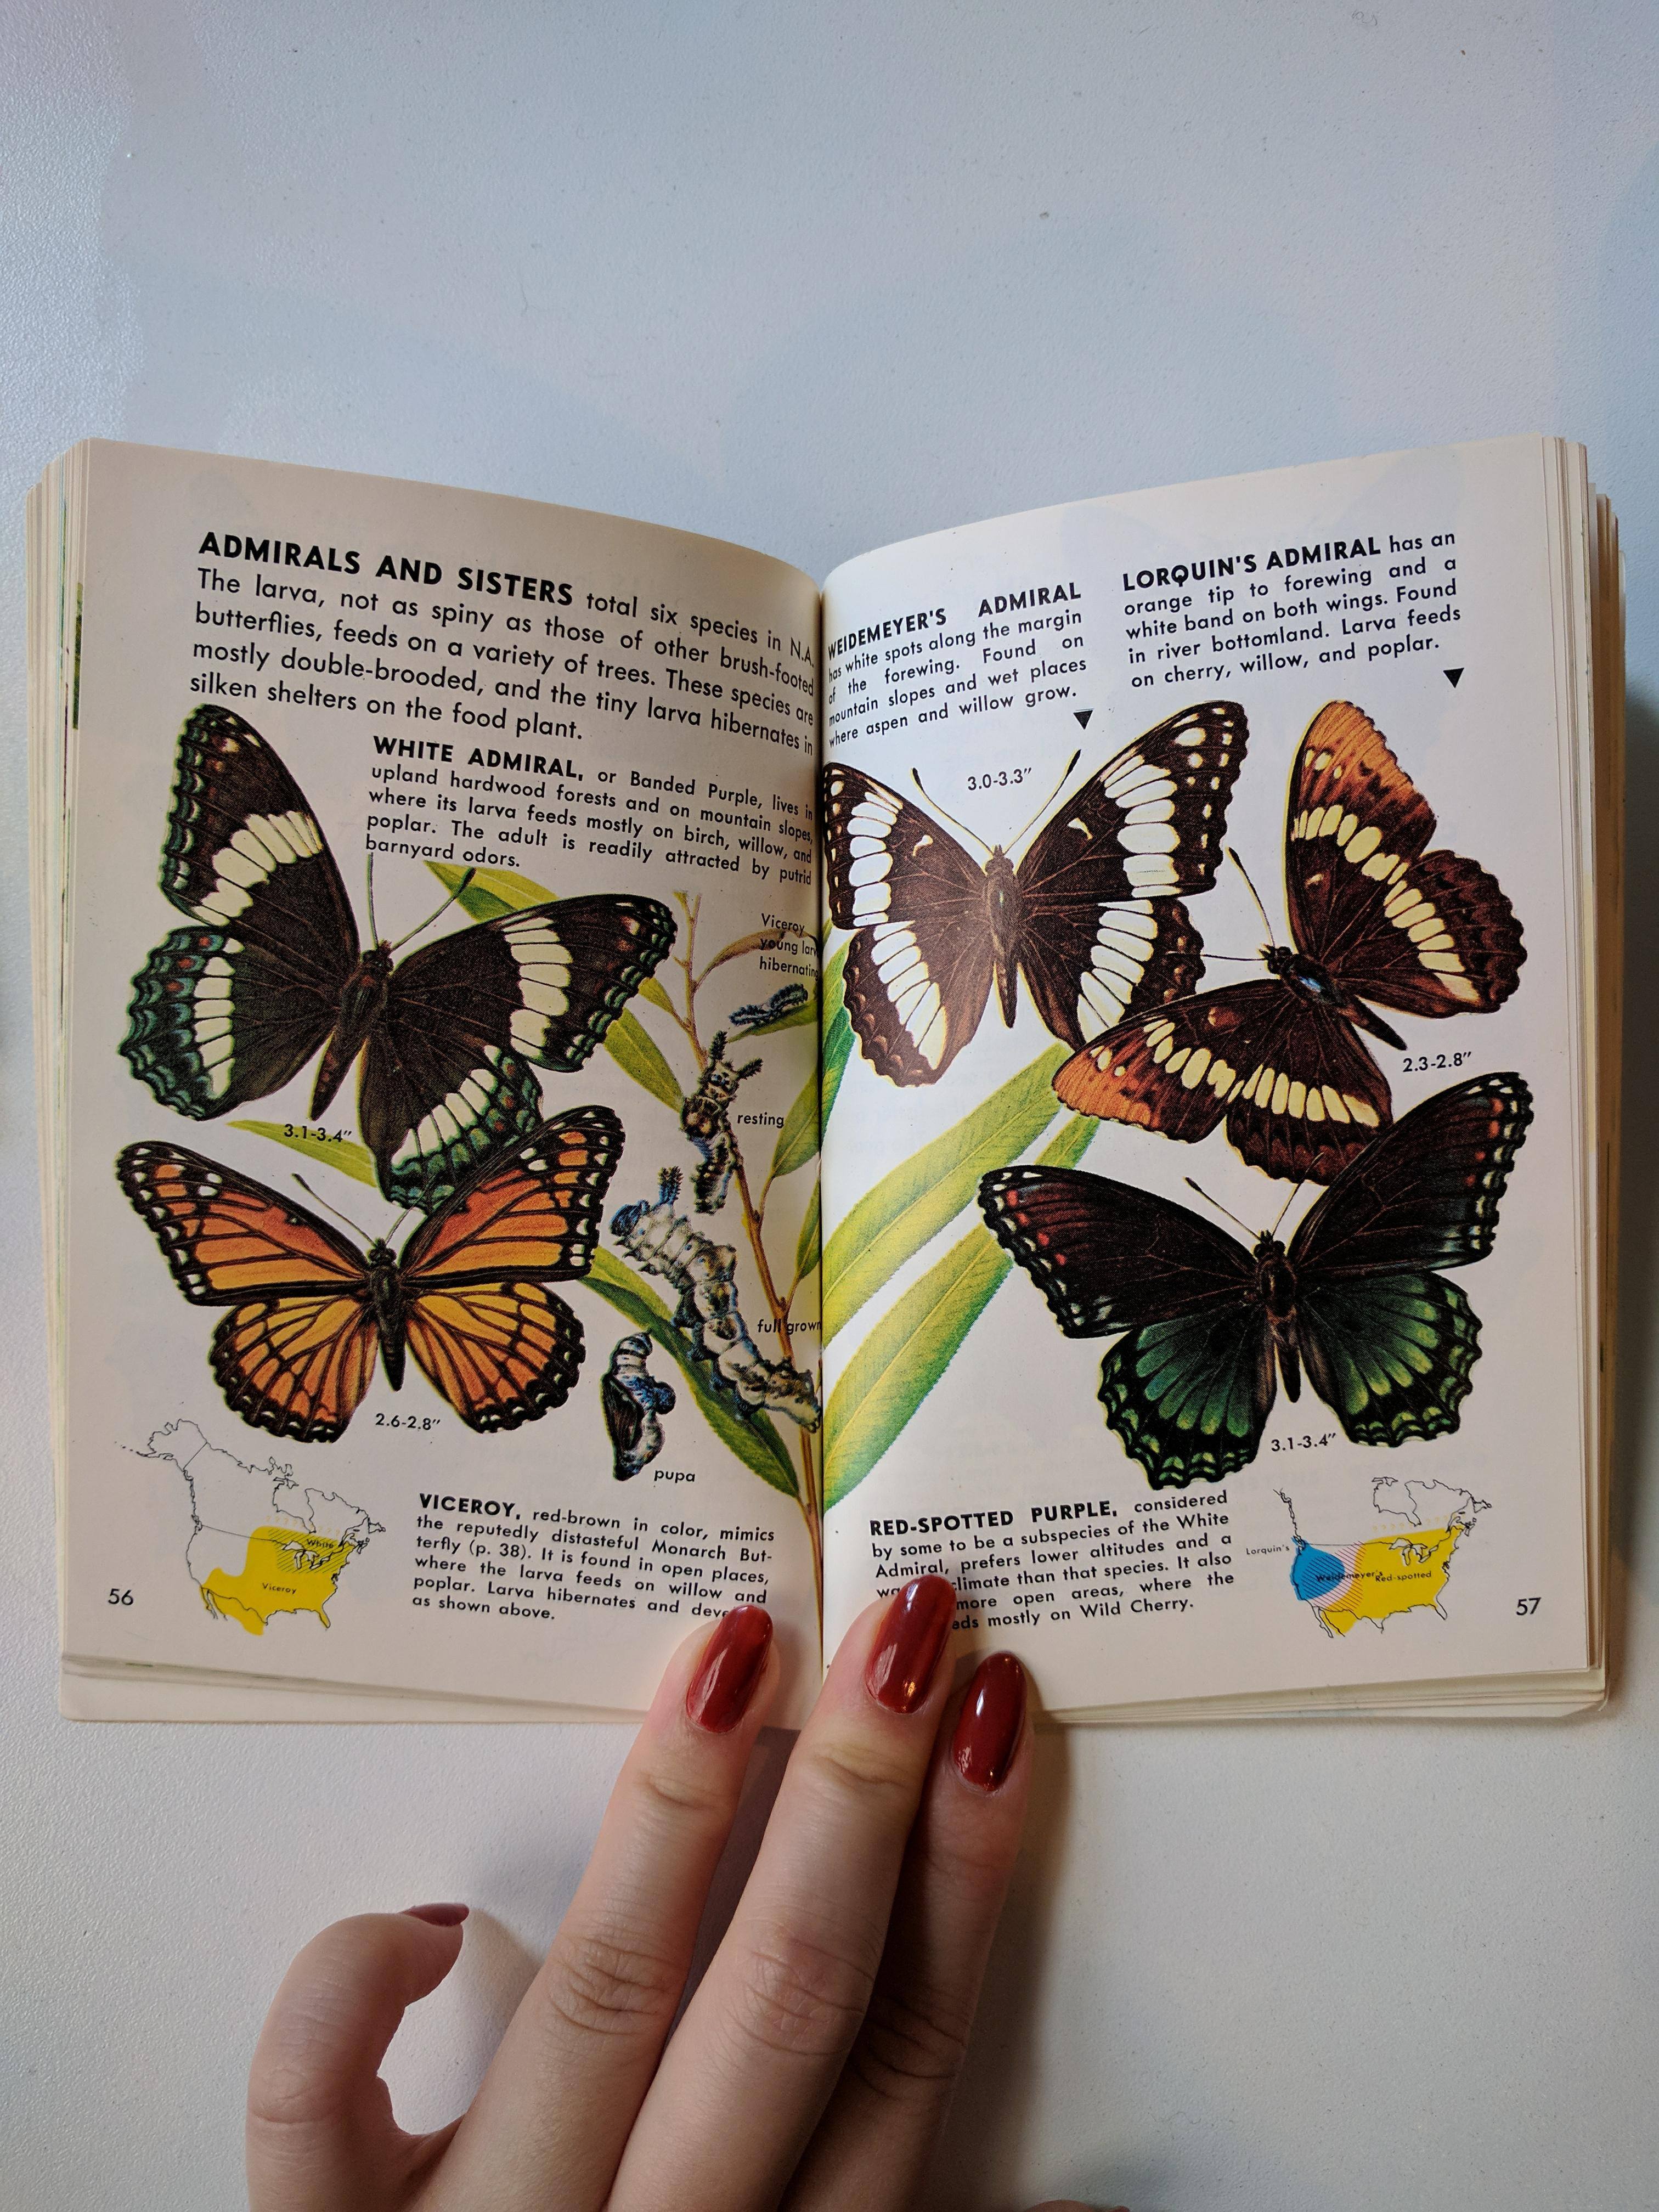 ADMIRALS AND SISTERS total six species in N.A.
The larva, not as spiny as those of other brush-footed
butterflies, feeds on a variety of trees. These species are
mostly double-brooded, and the tiny larva hibernates in
silken shelters on the food plant.
WHITE ADMIRAL, or Banded Purple, lives in
upland hardwood forests and on mountain slopes,
where its larva feeds mostly on birch, willow, and
poplar. The adult is readily attracted by putrid
barnyard odors.
Viceroy
young
resting
3.1-3.4"
full grown
2.6-2.8"
pupa
VICEROY, red-brown in color, mimics
the reputedly distasteful Monarch But-
terfly (p. 38). It is found in open places,
where the larva feeds on willow and
poplar. Larva hibernates and
as shown above.
White
Viceroy
56
WEIDEMEYER'S ADMIRAL
has white spots along the margin
of the forewing. Found on
mountain slopes and wet places
where aspen and willow grow.
3.0-3.3"
LORQUIN'S ADMIRAL has an
orange tip to forewing and a
white band on both wings. Found
in river bottomland. Larva feeds
on cherry, willow, and poplar.
2.3-2.8"
3.1-3.4"
RED-SPOTTED PURPLE, considered
by some to be a subspecies of the White
Admiral, prefers lower altitudes and a
climate than that species. It also
more open areas, where the
mostly on Wild Cherry.
Lorquin's
Weidemeyer's
Red-spotted
57